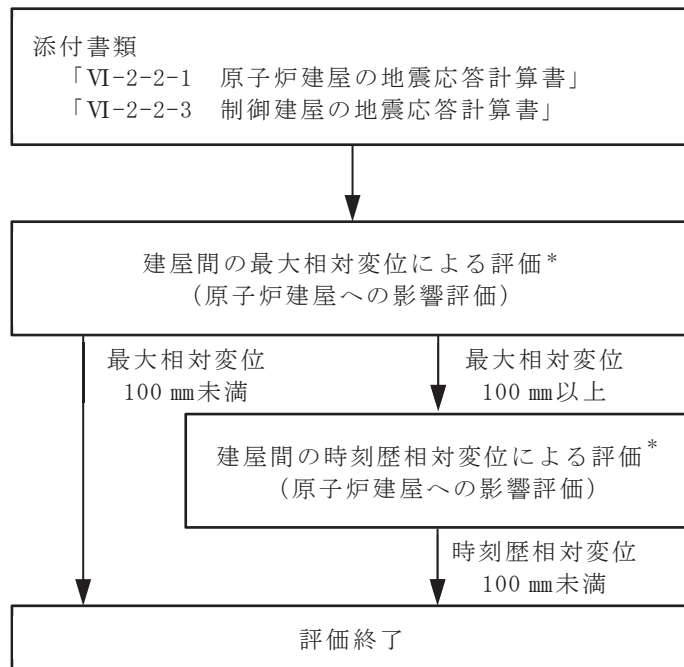 添付書類
「Ⅵ-2-2-1　原子炉建屋の地震応答計算書」
「Ⅵ-2-2-3　制御建屋の地震応答計算書」
建屋間の最大相対変位による評価*
（原子炉建屋への影響評価）
最大相対変位
100 ㎜未満
最大相対変位
100 ㎜以上
建屋間の時刻歴相対変位による評価*
（原子炉建屋への影響評価）
時刻歴相対変位
100 ㎜未満
評価終了